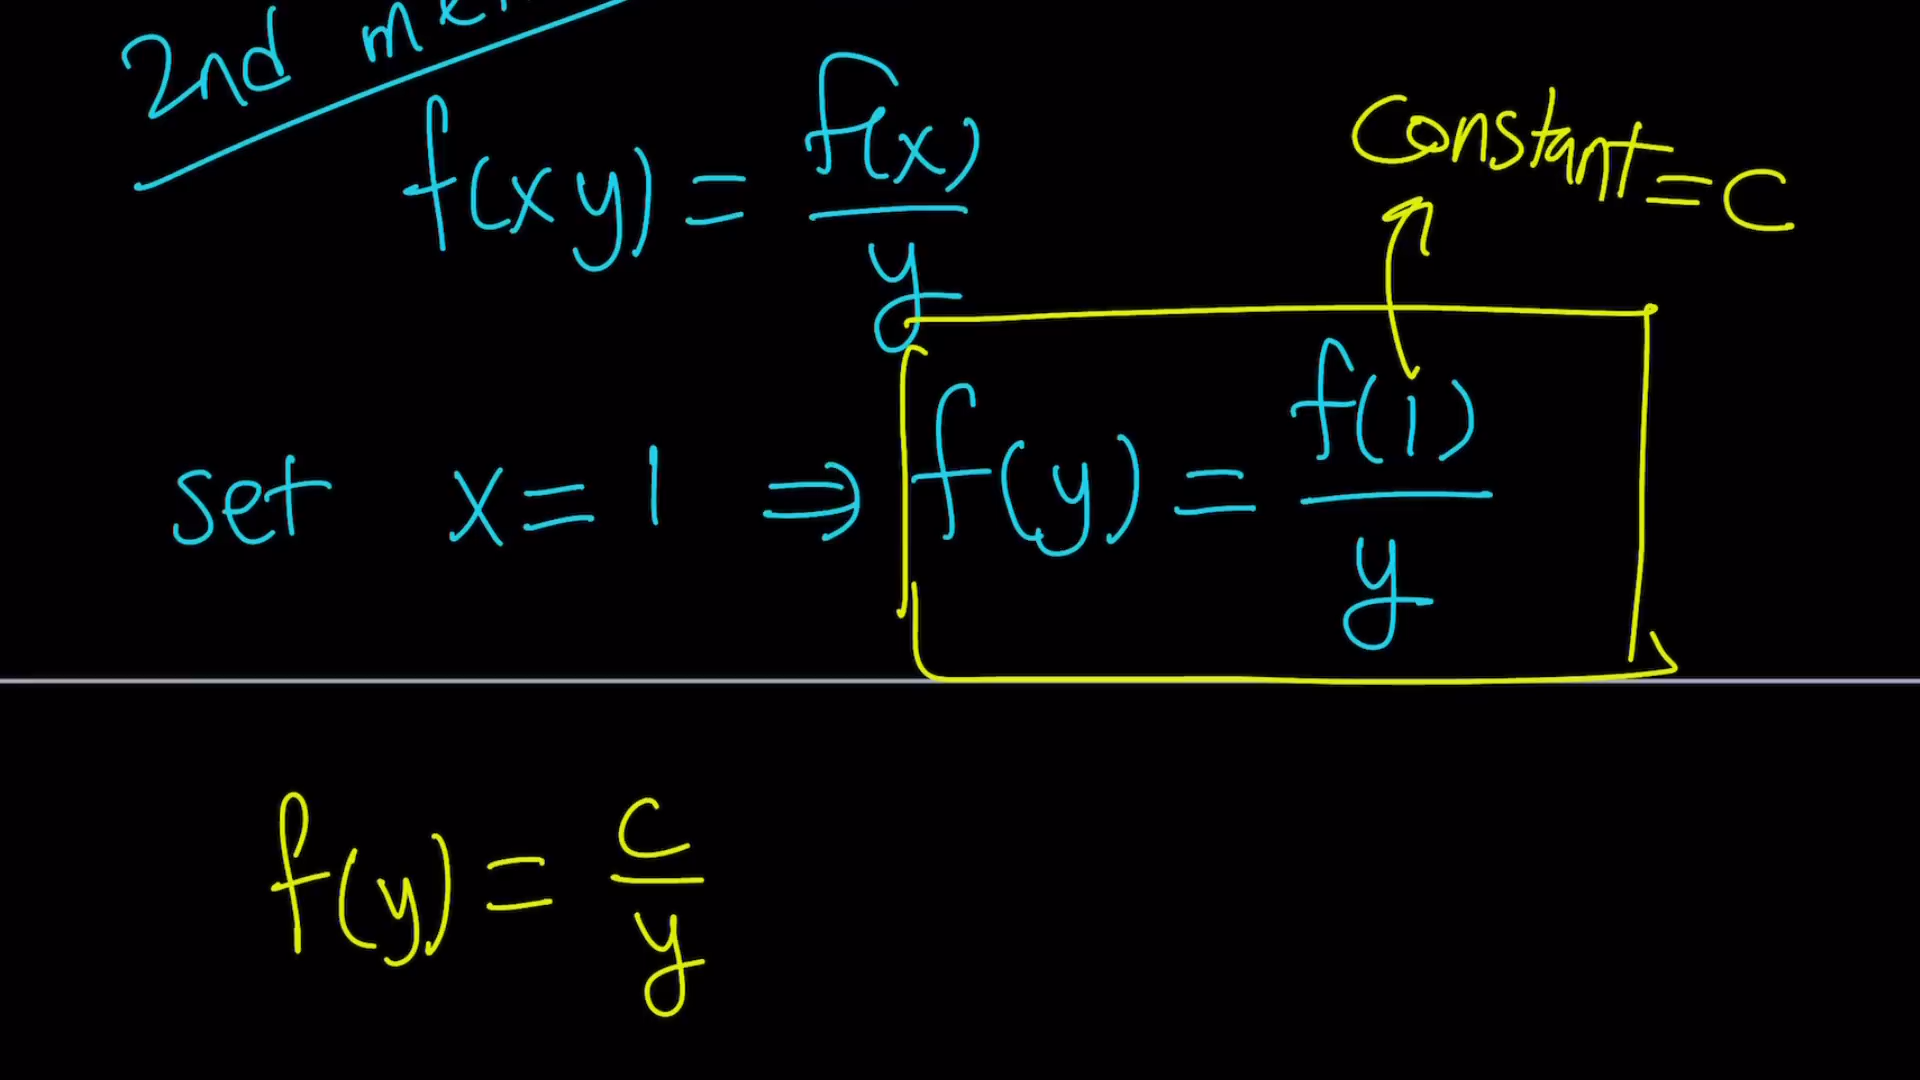 2nd
f(xy) = f(x)/y
Constant = C
set x = 1 ⇒ f(y) = f(1)/y
f(y) = c/y